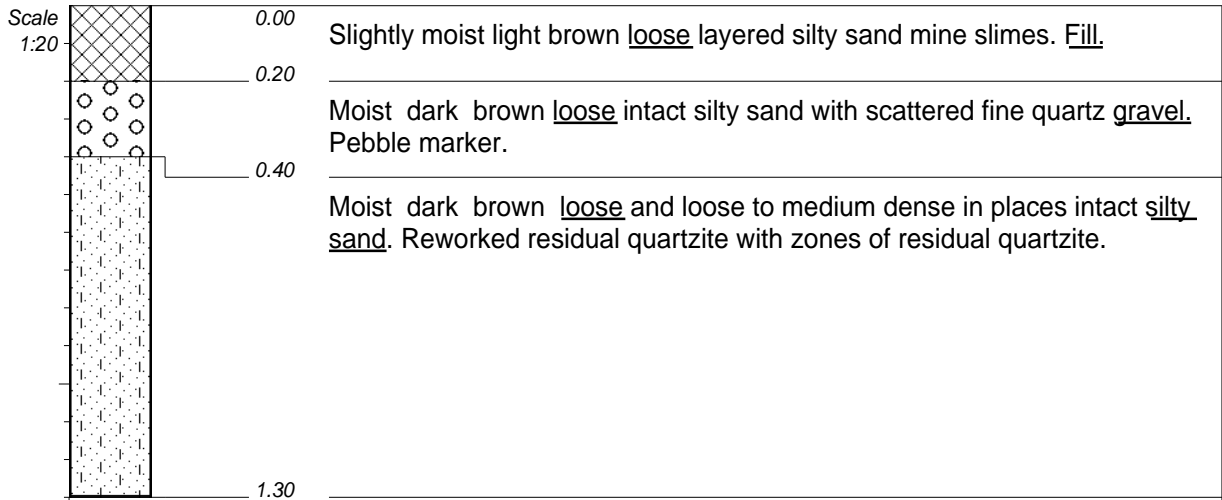 Scale
1:20
0.00
Slightly moist light brown loose layered silty sand mine slimes. Fill.
0.20
Moist dark brown loose intact silty sand with scattered fine quartz gravel.
Pebble marker.
0.40
Moist dark brown loose and loose to medium dense in places intact silty
sand. Reworked residual quartzite with zones of residual quartzite.
1.30